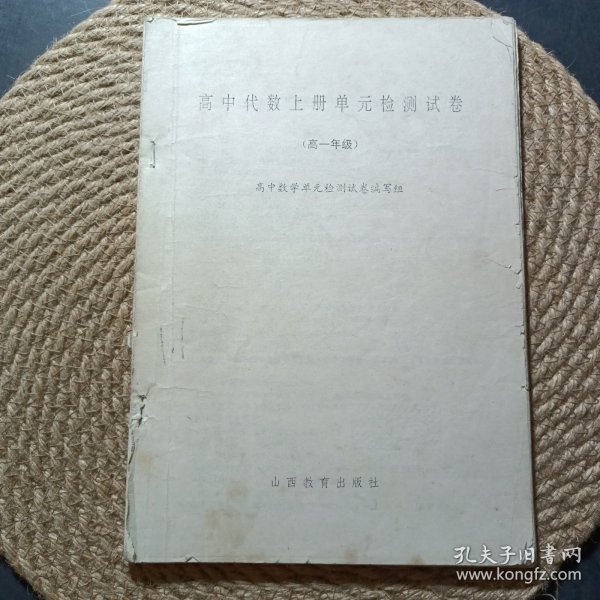 高中代数上册单元检测试卷
(高一年级)
高中数学单元检测试卷编写组
山西教育出版社
孔夫子旧书网
www.kongfz.com